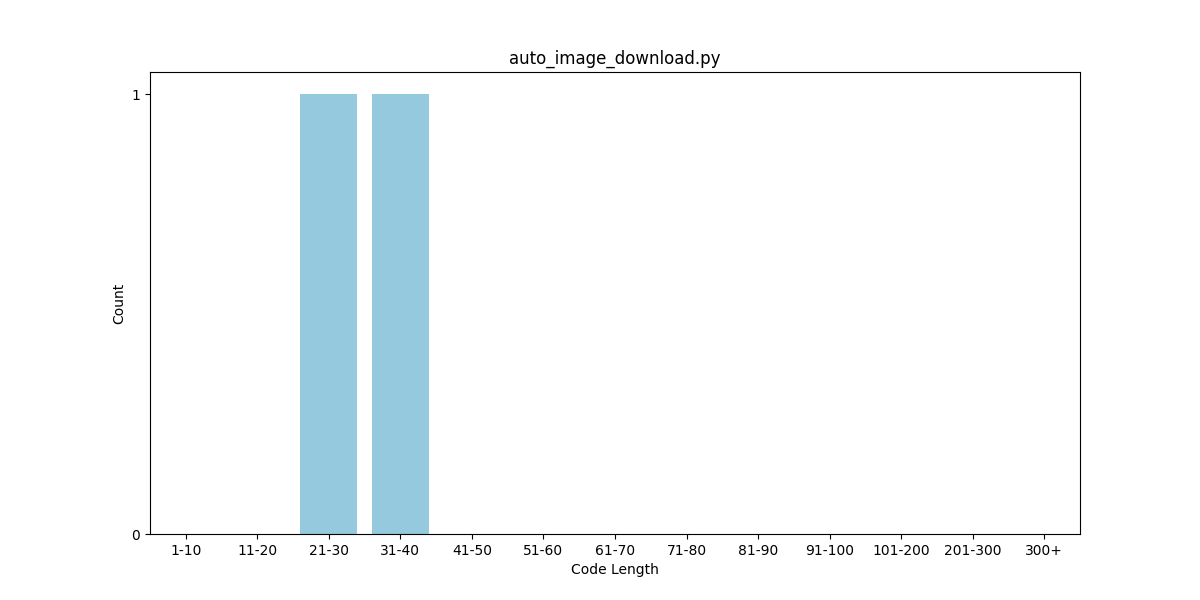 auto_image_download.py
1
Count
0
1-10 11-20 21-30 31-40 41-50 51-60 61-70 71-80 81-90 91-100 101-200 201-300 300+
Code Length